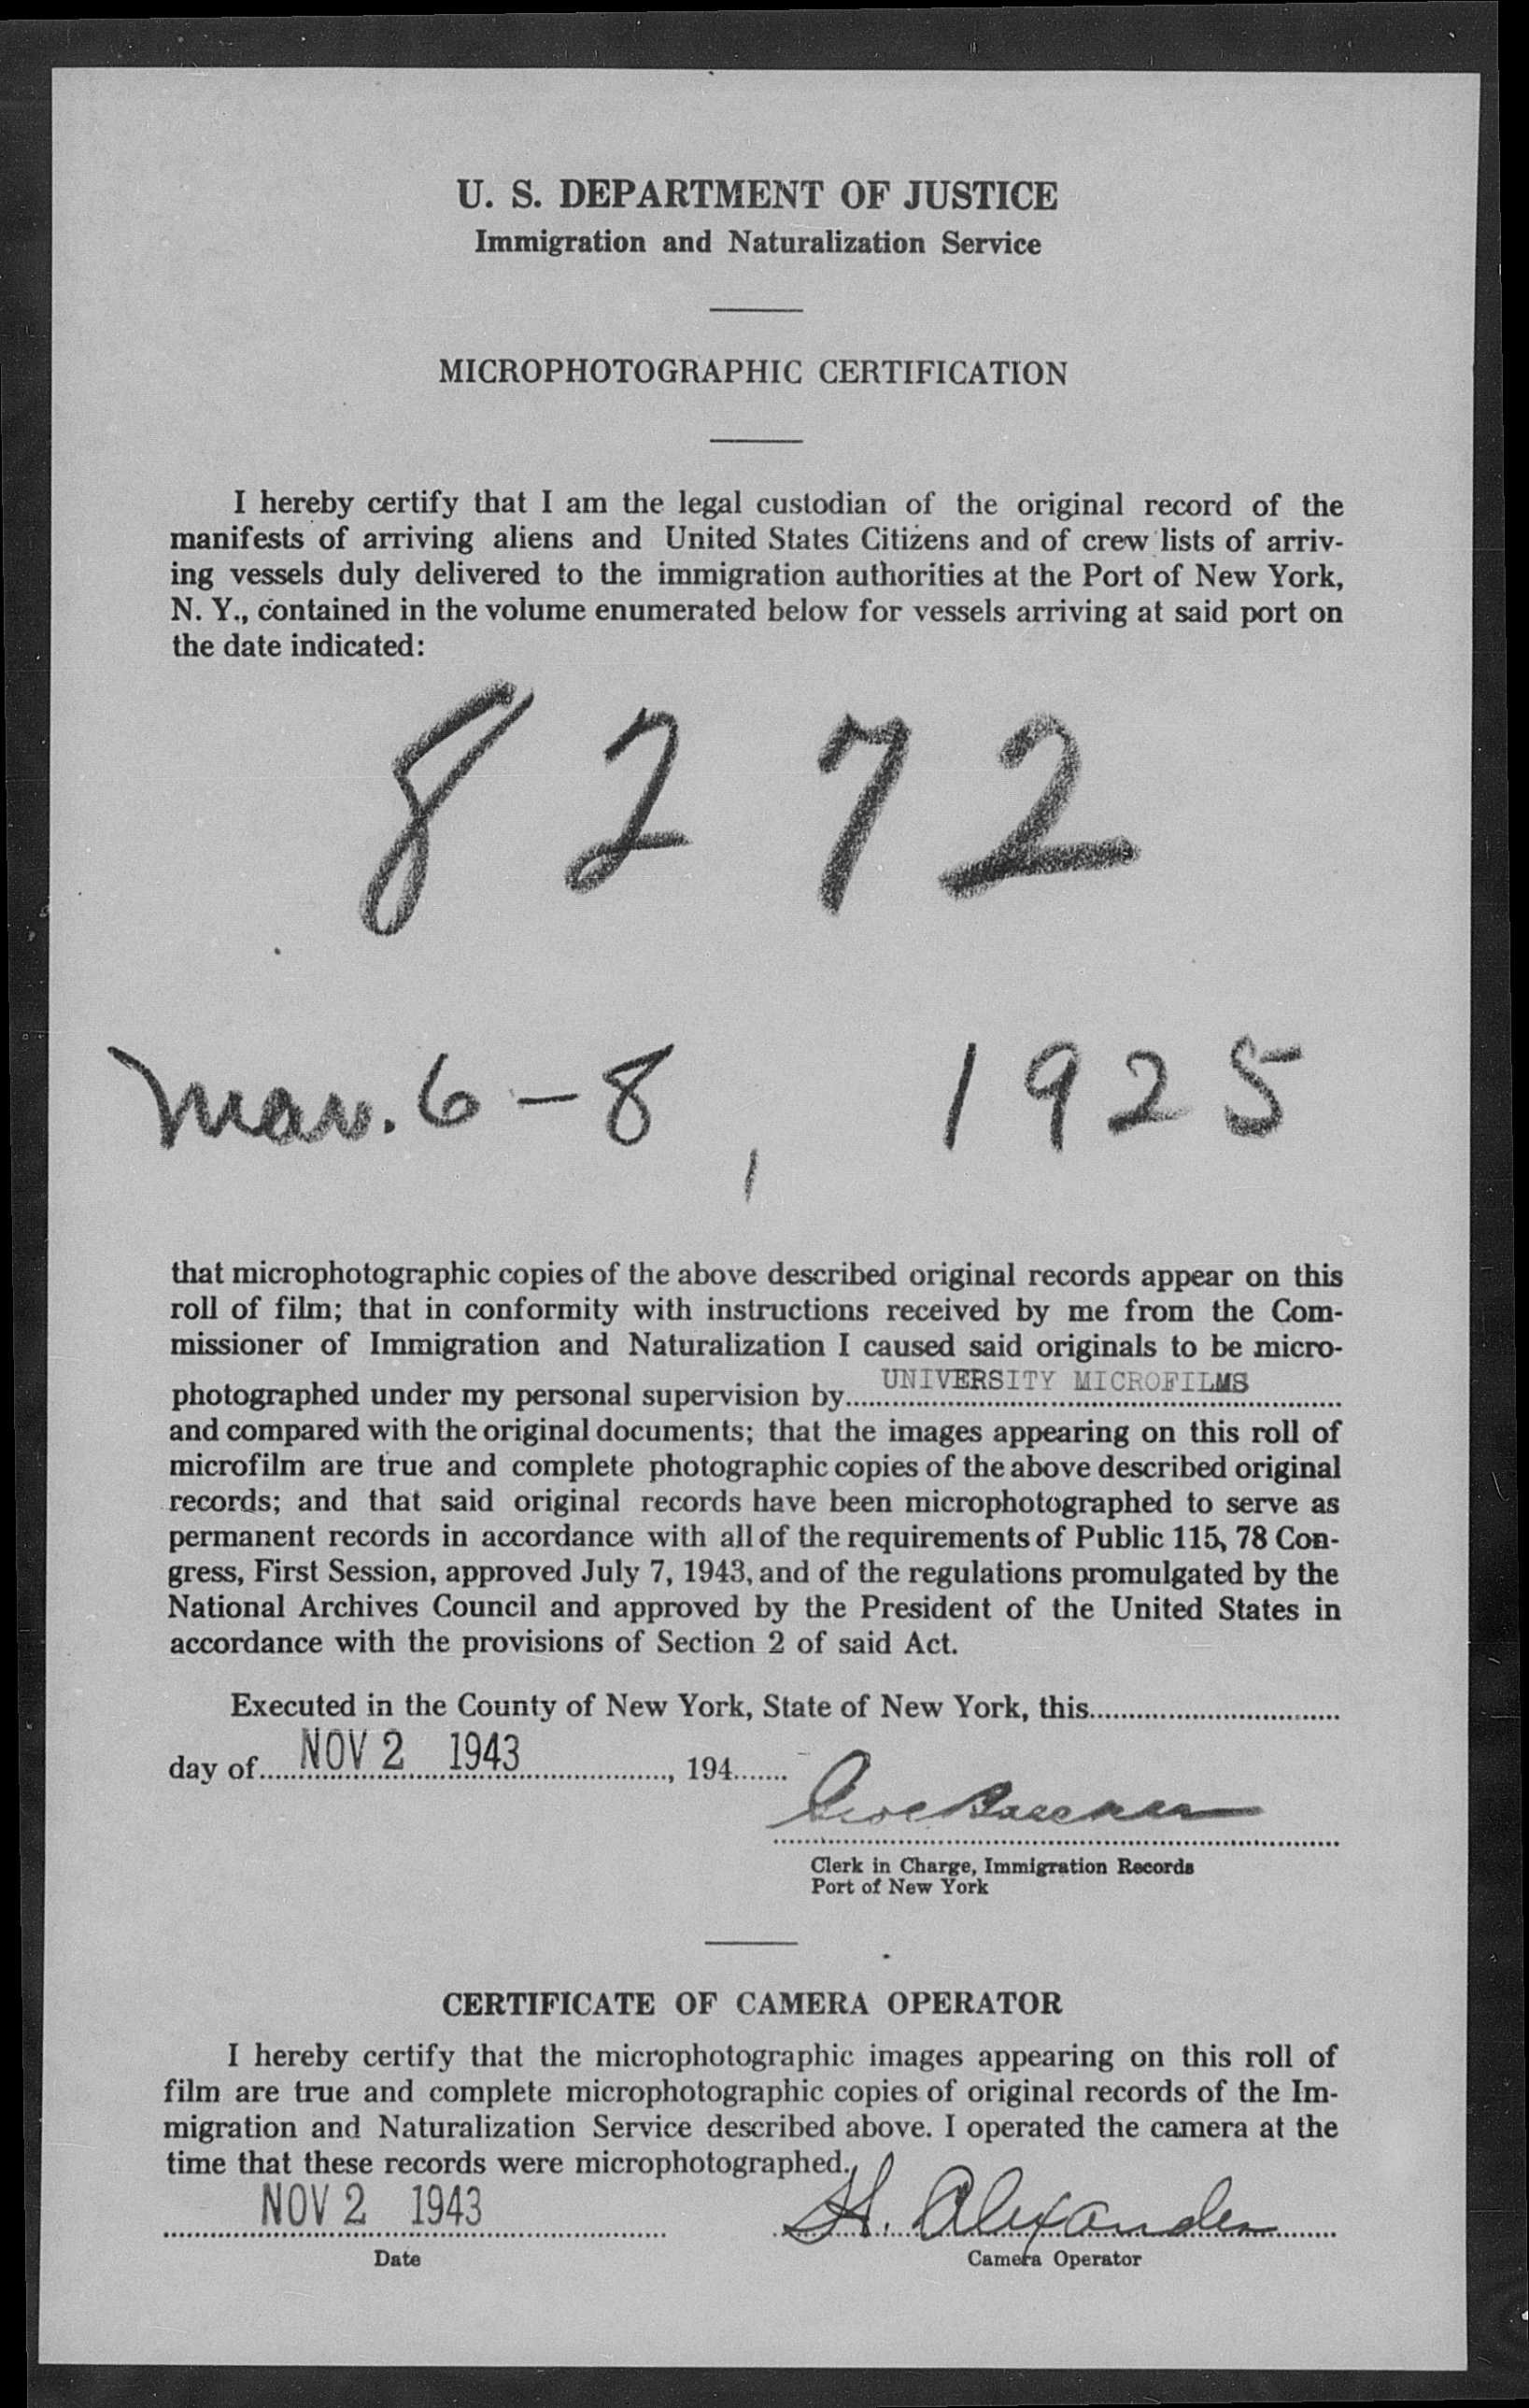 U. S. DEPARTMENT OF JUSTICE
Immigration and Naturalization Service
MICROPHOTOGRAPHIC CERTIFICATION
I hereby certify that I am the legal custodian of the original record of the
manifests of arriving aliens and United States Citizens and of crew lists of arriv-
ing vessels duly delivered to the immigration authorities at the Port of New York,
N. Y., contained in the volume enumerated below for vessels arriving at said port on
the date indicated:
8272
Mar. 6-8, 1925
that microphotographic copies of the above described original records appear on this
roll of film; that in conformity with instructions received by me from the Com-
missioner of Immigration and Naturalization I caused said originals to be micro-
photographed under my personal supervision by UNIVERSITY MICROFILMS
and compared with the original documents; that the images appearing on this roll of
microfilm are true and complete photographic copies of the above described original
records; and that said original records have been microphotographed to serve as
permanent records in accordance with all of the requirements of Public 115, 78 Con-
gress, First Session, approved July 7, 1943, and of the regulations promulgated by the
National Archives Council and approved by the President of the United States in
accordance with the provisions of Section 2 of said Act.
Executed in the County of New York, State of New York, this
day of NOV 2 1943, 194
Clerk in Charge, Immigration Records
Port of New York
CERTIFICATE OF CAMERA OPERATOR
I hereby certify that the microphotographic images appearing on this roll of
film are true and complete microphotographic copies of original records of the Im-
migration and Naturalization Service described above. I operated the camera at the
time that these records were microphotographed.
NOV 2 1943 H. Alexander
Date Camera Operator